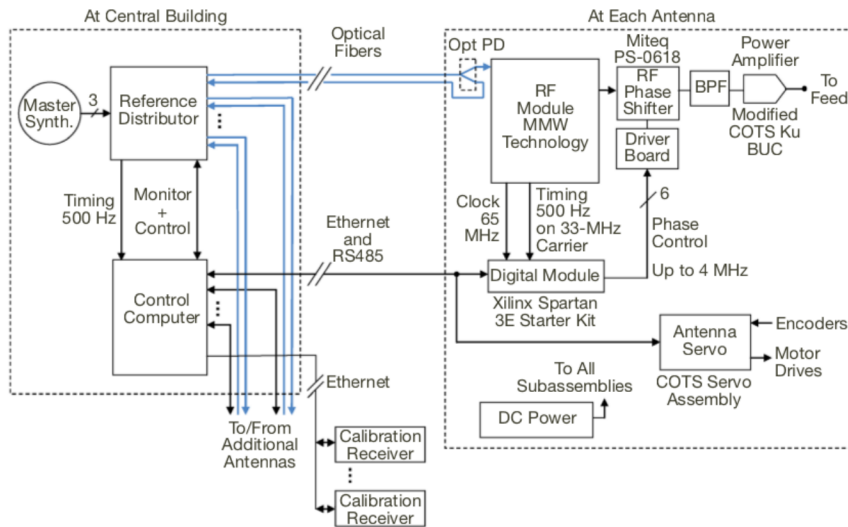 At Central Building
Optical
Fibers
At Each Antenna
Opt PD
Miteq
PS-0618
Power
Amplifier
Master
Synth.
3
Reference
Distributor
RF
Module
MMW
Technology
RF
Phase
Shifter
BPF
To
Feed
Modified
COTS Ku
BUC
Driver
Board
Timing
500 Hz
Monitor
+
Control
Ethernet
and
RS485
Clock
65
MHz
Timing
500 Hz
on 33-MHz
Carrier
6
Phase
Control
Up to 4 MHz
Control
Computer
Digital Module
Xilinx Spartan
3E Starter Kit
Antenna
Servo
Encoders
Motor
Drives
COTS Servo
Assembly
Ethernet
To All
Subassemblies
DC Power
To/From
Additional
Antennas
Calibration
Receiver
Calibration
Receiver